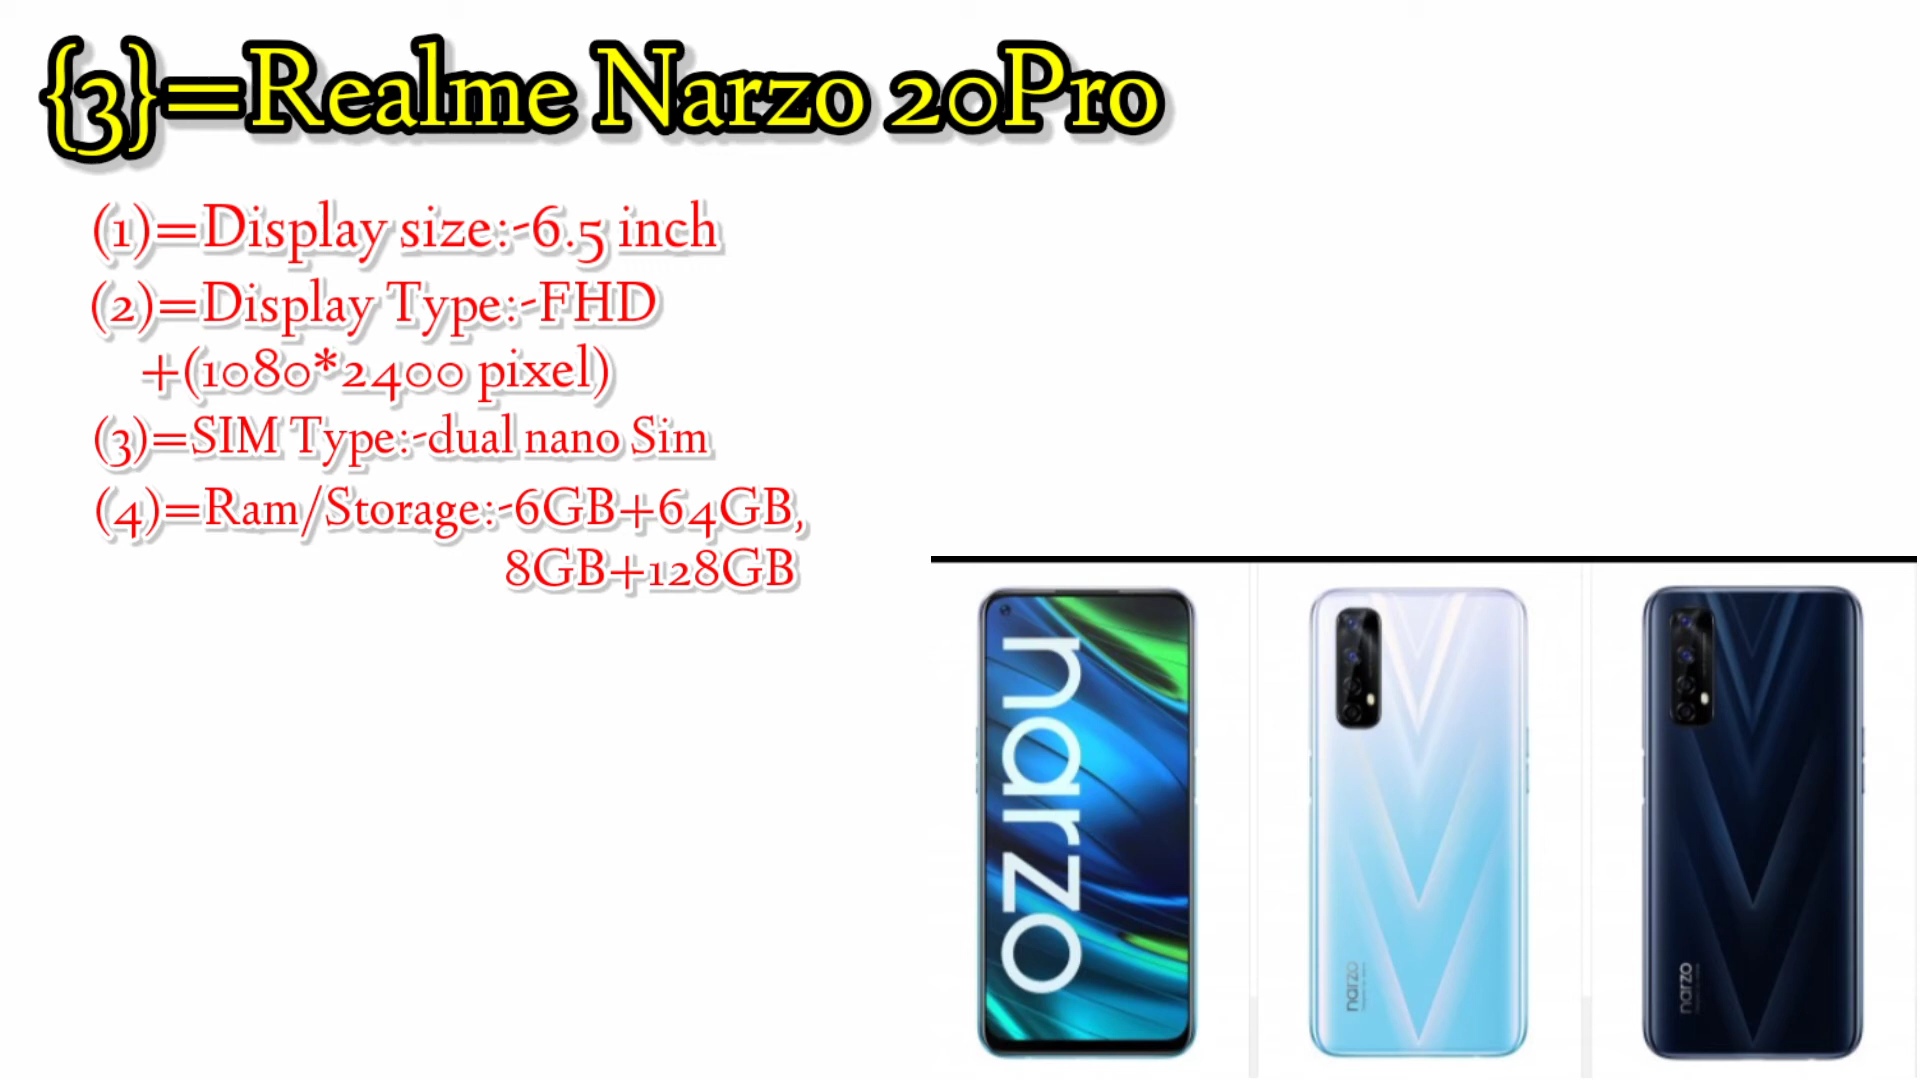 {3}=Realme Narzo 20Pro
(1)=Display size:-6.5 inch
(2)=Display Type:-FHD
+(1080*2400 pixel)
(3)=SIM Type:-dual nano Sim
(4)=Ram/Storage:-6GB+64GB,
8GB+128GB
narzo
narzo
narzo